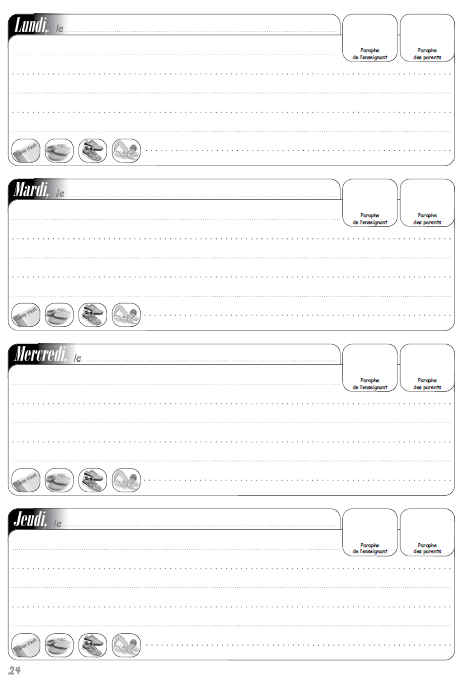 Lundi, le
Paraphe
de l'enseignant
Paraphe
des parents
Mardi, le
Paraphe
de l'enseignant
Paraphe
des parents
Mercredi, le
Paraphe
de l'enseignant
Paraphe
des parents
Jeudi, le
Paraphe
de l'enseignant
Paraphe
des parents
24